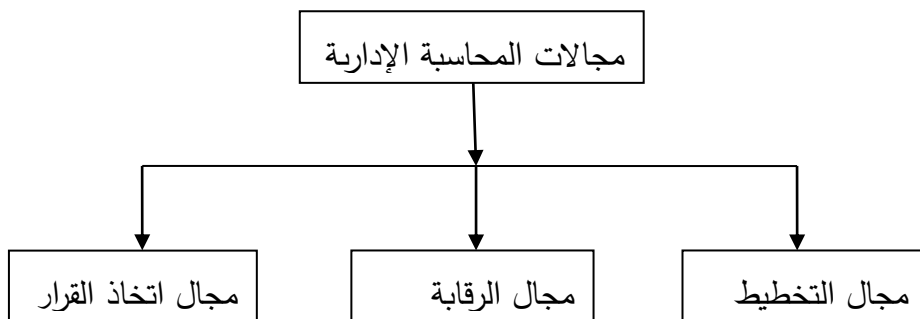 مجالات المحاسبة الإدارية
مجال التخطيط
مجال الرقابة
مجال اتخاذ القرار